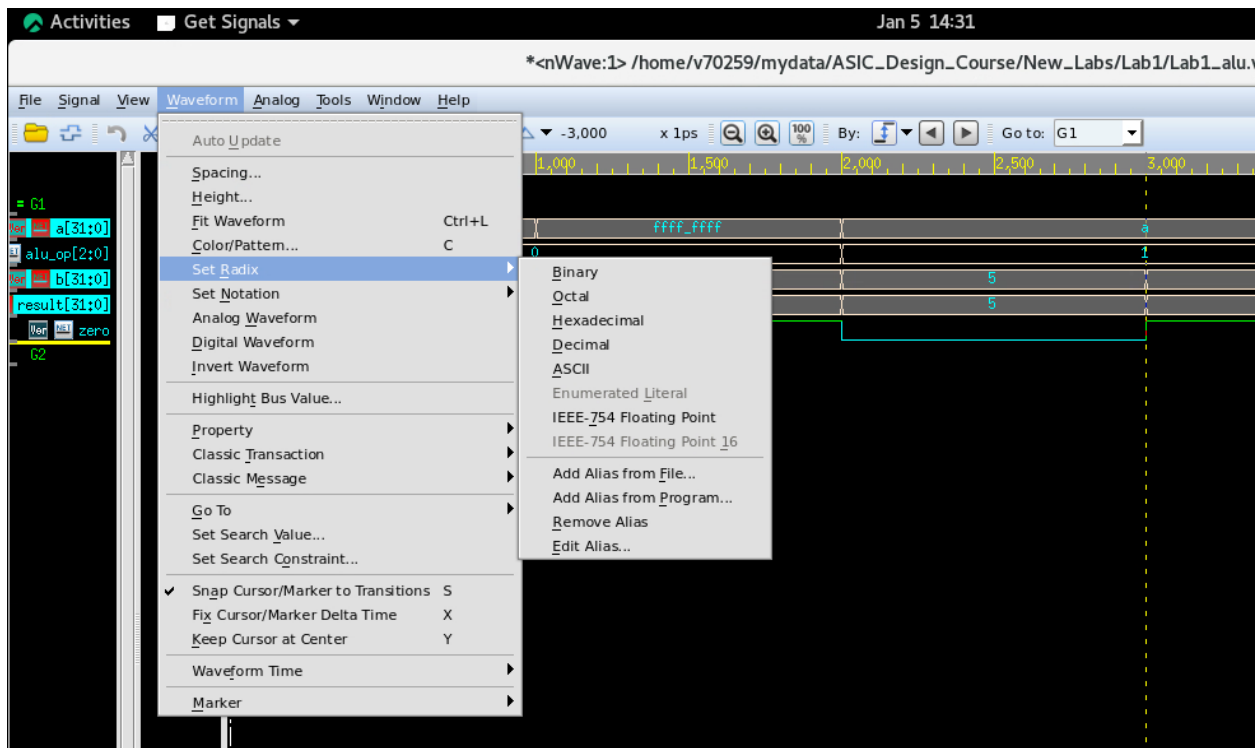 Activities Get Signals Jan 5 14:31
*<nWave:1> /home/v70259/mydata/ASIC_Design_Course/New_Labs/Lab1/Lab1_alu.v
File Signal View Waveform Analog Tools Window Help
-3,000 x 1ps 100 % By: Go to: G1
Auto Update
Spacing...
Height...
Fit Waveform Ctrl+L
Color/Pattern... C
Set Radix
Set Notation
Analog Waveform
Digital Waveform
Invert Waveform
Highlight Bus Value...
Property
Classic Transaction
Classic Message
Go To
Set Search Value...
Set Search Constraint...
Snap Cursor/Marker to Transitions S
Fix Cursor/Marker Delta Time X
Keep Cursor at Center Y
Waveform Time
Marker
Binary
Octal
Hexadecimal
Decimal
ASCII
Enumerated Literal
IEEE-754 Floating Point
IEEE-754 Floating Point 16
Add Alias from File...
Add Alias from Program...
Remove Alias
Edit Alias...
1,000 1,500 2,000 2,500 3,000
= G1
Ver a[31:0] ffff_ffff a
alu_op[2:0] 0 1
Ver b[31:0] 5
result[31:0] 5
Ver NET zero
G2